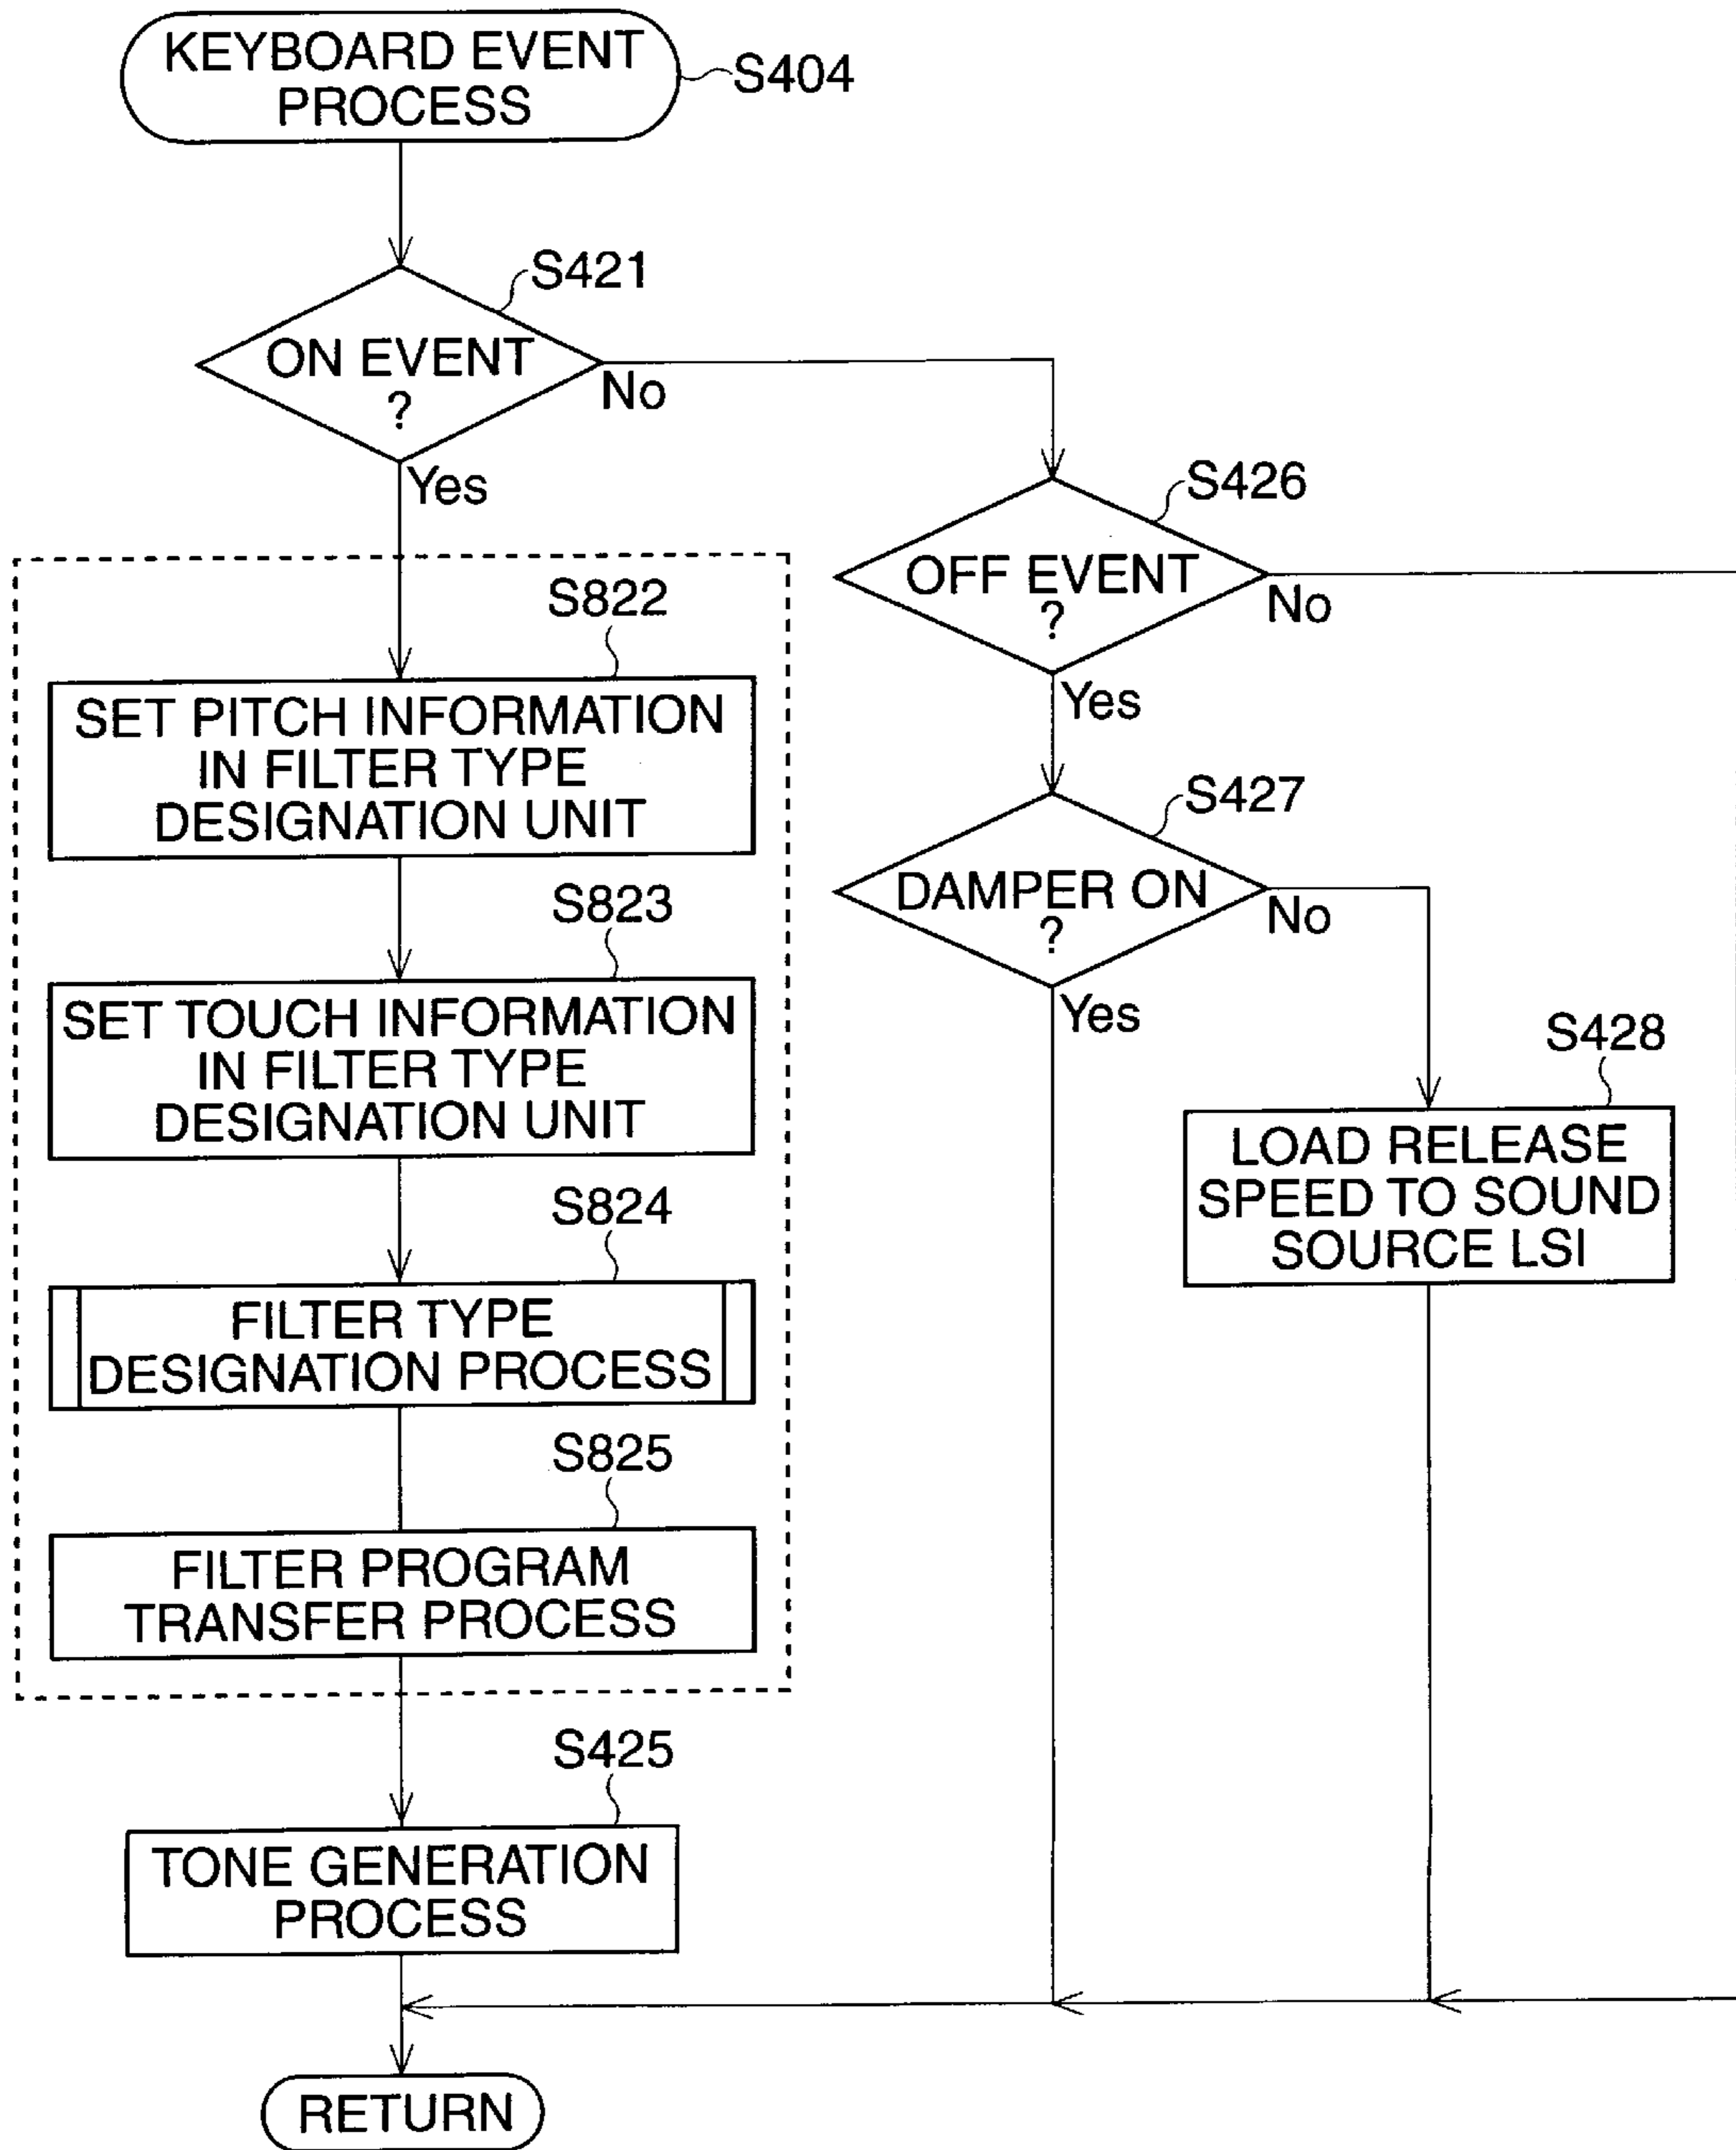 KEYBOARD EVENT
PROCESS
S404
S421
ON EVENT
?
No
Yes
S426
OFF EVENT
?
No
Yes
S822
SET PITCH INFORMATION
IN FILTER TYPE
DESIGNATION UNIT
S427
DAMPER ON
?
No
Yes
S823
SET TOUCH INFORMATION
IN FILTER TYPE
DESIGNATION UNIT
S428
LOAD RELEASE
SPEED TO SOUND
SOURCE LSI
S824
FILTER TYPE
DESIGNATION PROCESS
S825
FILTER PROGRAM
TRANSFER PROCESS
S425
TONE GENERATION
PROCESS
RETURN